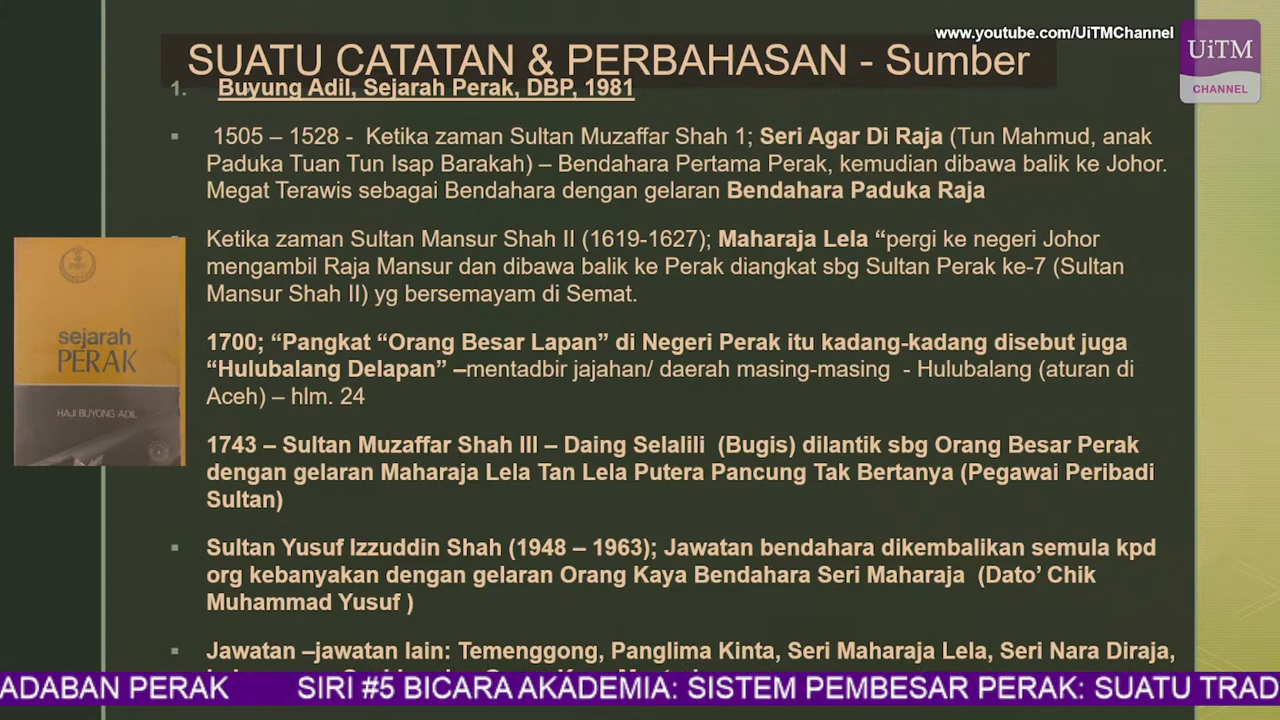 www.youtube.com/UiTMChannel
UiTM
CHANNEL
SUATU CATATAN & PERBAHASAN - Sumber
1. Buyung Adil, Sejarah Perak, DBP, 1981
▪ 1505 – 1528 - Ketika zaman Sultan Muzaffar Shah 1; Seri Agar Di Raja (Tun Mahmud, anak
Paduka Tuan Tun Isap Barakah) – Bendahara Pertama Perak, kemudian dibawa balik ke Johor.
Megat Terawis sebagai Bendahara dengan gelaran Bendahara Paduka Raja
Ketika zaman Sultan Mansur Shah II (1619-1627); Maharaja Lela “pergi ke negeri Johor
mengambil Raja Mansur dan dibawa balik ke Perak diangkat sbg Sultan Perak ke-7 (Sultan
Mansur Shah II) yg bersemayam di Semat.
1700; “Pangkat “Orang Besar Lapan” di Negeri Perak itu kadang-kadang disebut juga
“Hulubalang Delapan” –mentadbir jajahan/ daerah masing-masing - Hulubalang (aturan di
Aceh) – hlm. 24
1743 – Sultan Muzaffar Shah III – Daing Selalili (Bugis) dilantik sbg Orang Besar Perak
dengan gelaran Maharaja Lela Tan Lela Putera Pancung Tak Bertanya (Pegawai Peribadi
Sultan)
▪ Sultan Yusuf Izzuddin Shah (1948 – 1963); Jawatan bendahara dikembalikan semula kpd
org kebanyakan dengan gelaran Orang Kaya Bendahara Seri Maharaja (Dato’ Chik
Muhammad Yusuf )
▪ Jawatan –jawatan lain: Temenggong, Panglima Kinta, Seri Maharaja Lela, Seri Nara Diraja,
sejarah
PERAK
HAJI BUYONG ADIL
ADABAN PERAK SIRI #5 BICARA AKADEMIA: SISTEM PEMBESAR PERAK: SUATU TRAD